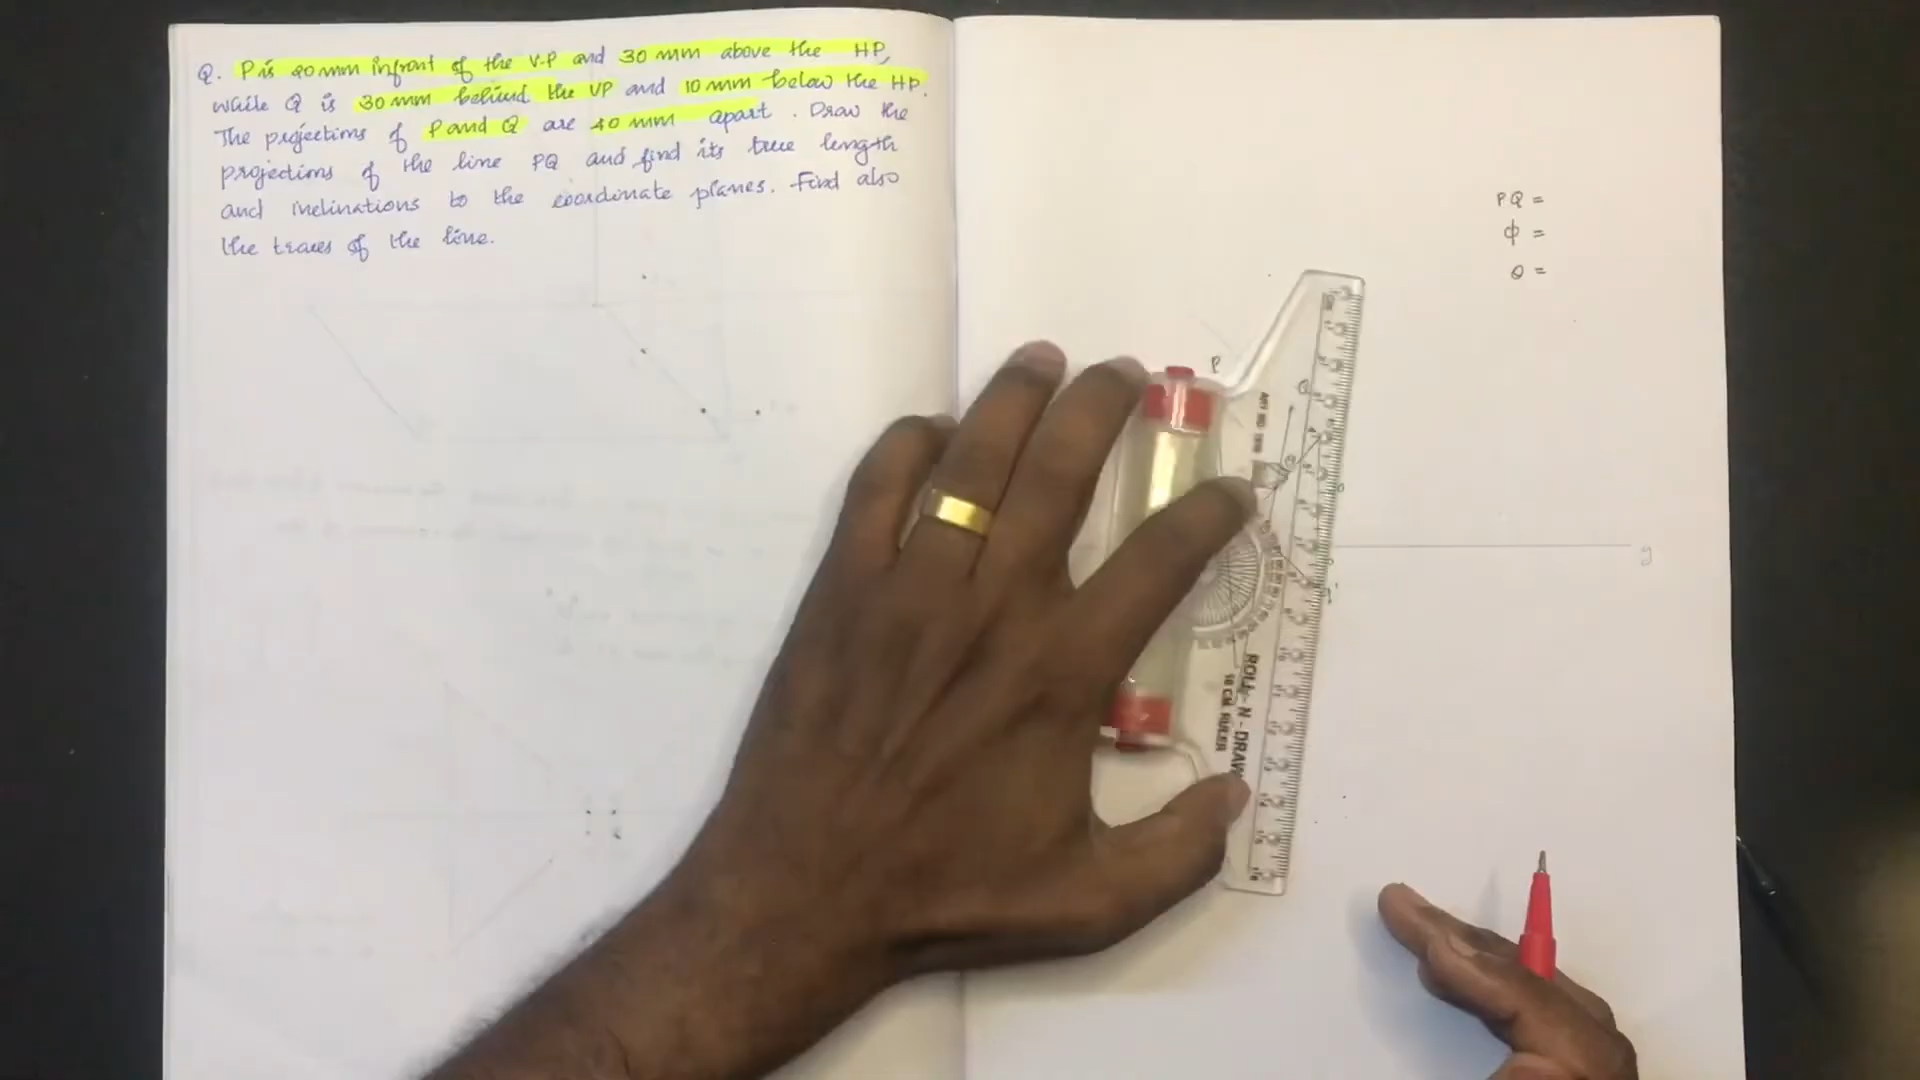 Q. P is 20 mm infront of the V.P and 30 mm above the HP,
while Q is 30 mm behind the VP and 10 mm below the HP.
The projections of P and Q are 40 mm apart. Draw the
projections of the line PQ and find its true length
and inclinations to the coordinate planes. Find also
the traces of the line.
PQ =
ϕ =
θ =
P
y
ROLL-N-DRAW
18 CM. RULER